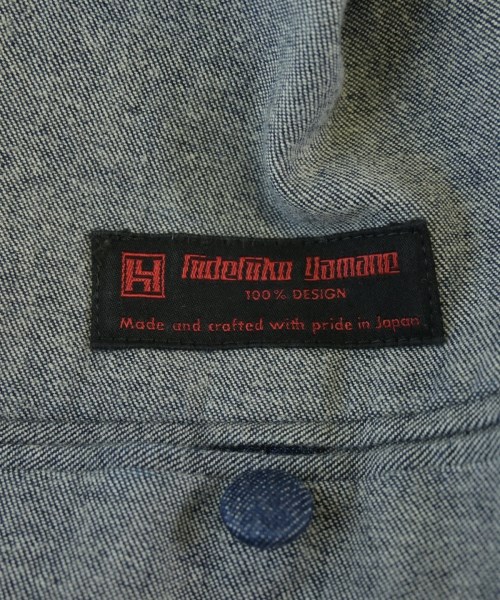 H Hidehiko Yamane
100% DESIGN
Made and crafted with pride in Japan